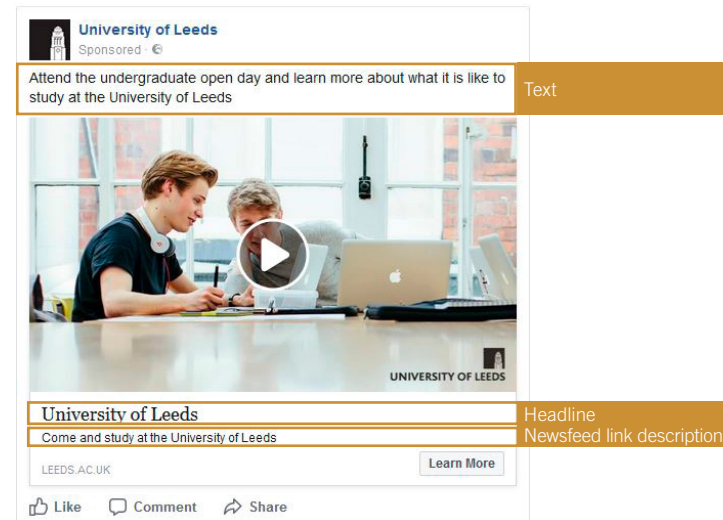 University of Leeds
Sponsored ·
Attend the undergraduate open day and learn more about what it is like to
study at the University of Leeds
Text
UNIVERSITY OF LEEDS
University of Leeds
Headline
Come and study at the University of Leeds
Newsfeed link description
LEEDS.AC.UK
Learn More
Like Comment Share